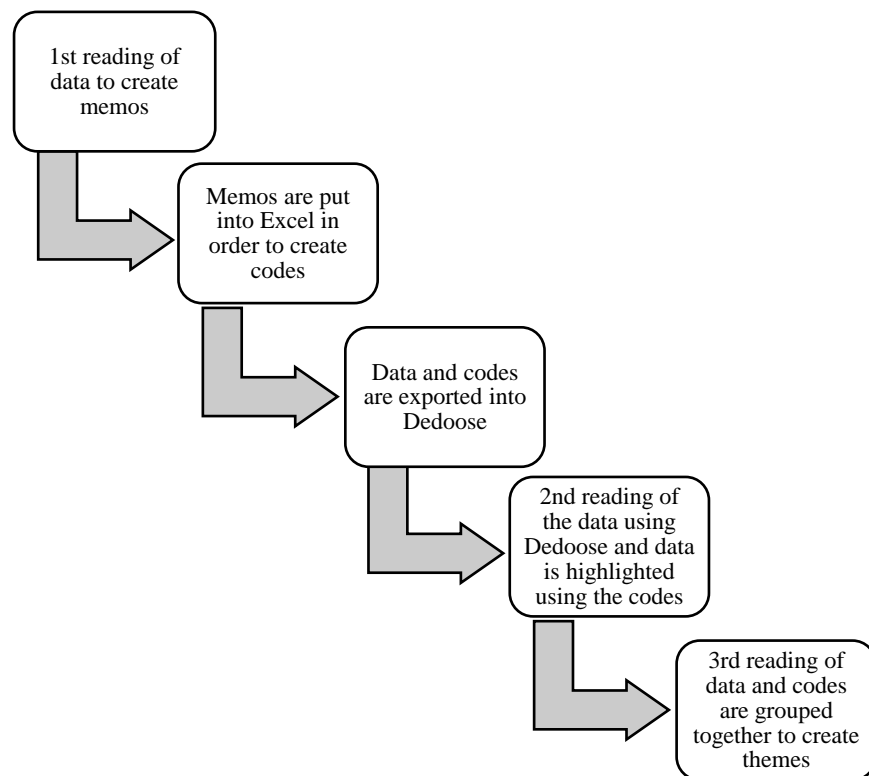 1st reading of
data to create
memos
Memos are put
into Excel in
order to create
codes
Data and codes
are exported into
Dedoose
2nd reading of
the data using
Dedoose and data
is highlighted
using the codes
3rd reading of
data and codes
are grouped
together to create
themes